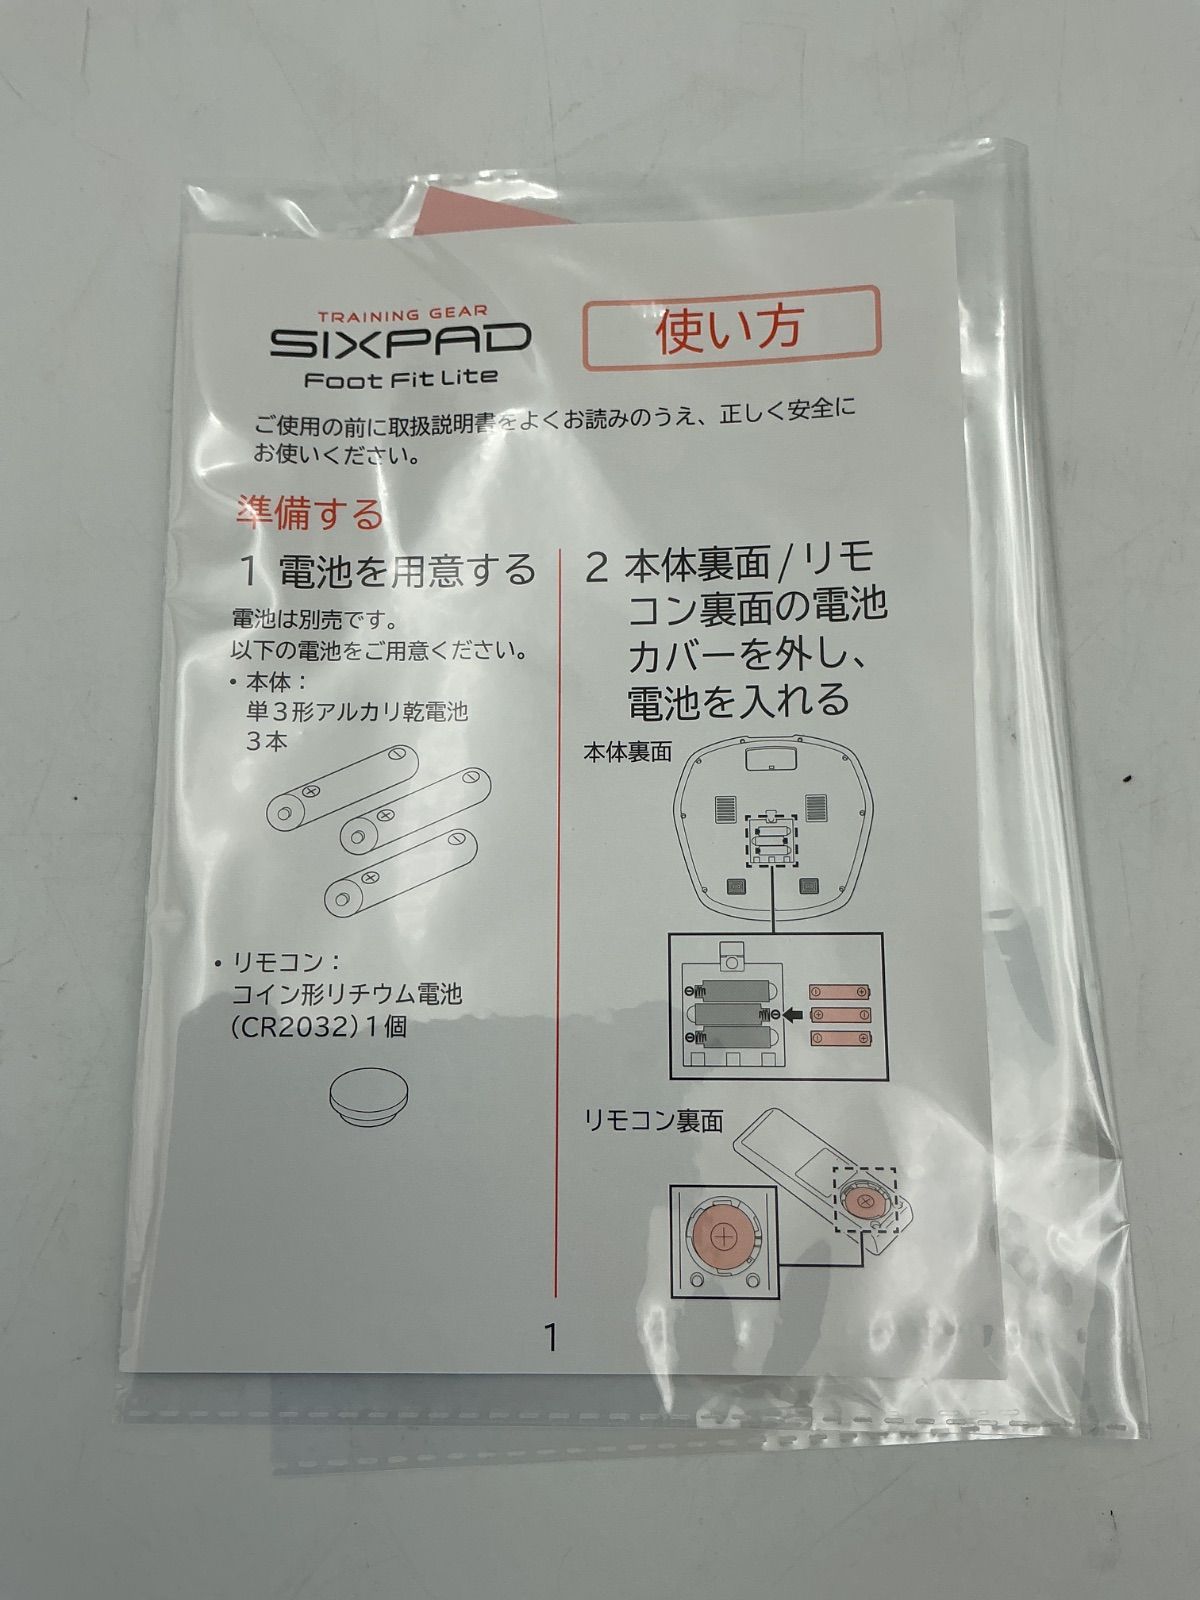 TRAINING GEAR
SIXPAD
Foot Fit Lite
使い方
ご使用の前に取扱説明書をよくお読みのうえ、正しく安全に
お使いください。
準備する
1 電池を用意する
電池は別売です。
以下の電池をご用意ください。
・本体：
単3形アルカリ乾電池
3本
・リモコン：
コイン形リチウム電池
(CR2032)1個
2 本体裏面/リモ
コン裏面の電池
カバーを外し、
電池を入れる
本体裏面
リモコン裏面
1